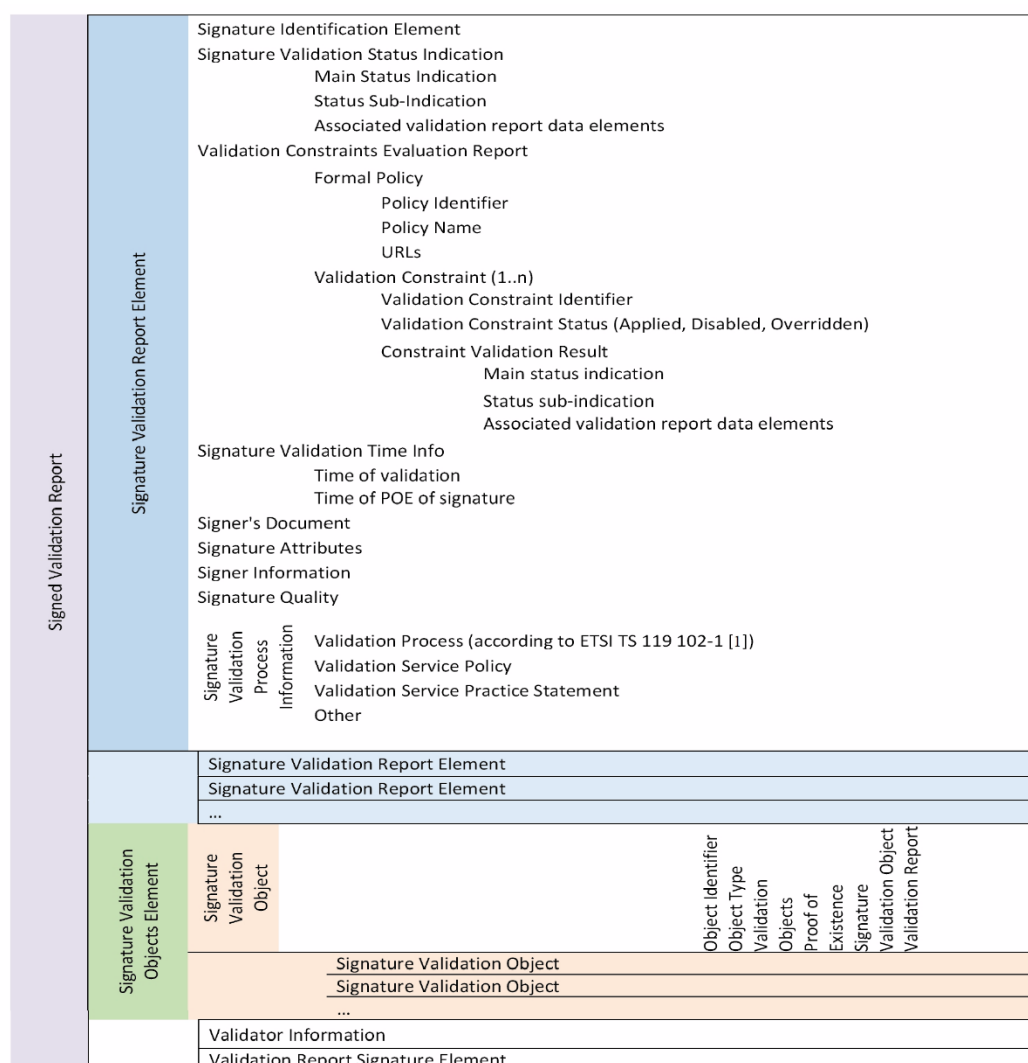 Signed Validation Report
Signature Validation Report Element
Signature Identification Element
Signature Validation Status Indication
Main Status Indication
Status Sub-Indication
Associated validation report data elements
Validation Constraints Evaluation Report
Formal Policy
Policy Identifier
Policy Name
URLs
Validation Constraint (1..n)
Validation Constraint Identifier
Validation Constraint Status (Applied, Disabled, Overridden)
Constraint Validation Result
Main status indication
Status sub-indication
Associated validation report data elements
Signature Validation Time Info
Time of validation
Time of POE of signature
Signer's Document
Signature Attributes
Signer Information
Signature Quality
Signature
Validation
Process
Information
Validation Process (according to ETSI TS 119 102-1 [1])
Validation Service Policy
Validation Service Practice Statement
Other
Signature Validation Report Element
Signature Validation Report Element
...
Signature Validation
Objects Element
Signature
Validation
Object
Object Identifier
Object Type
Validation
Objects
Proof of
Existence
Signature
Validation Object
Validation Report
Signature Validation Object
Signature Validation Object
...
Validator Information
Validation Report Signature Element